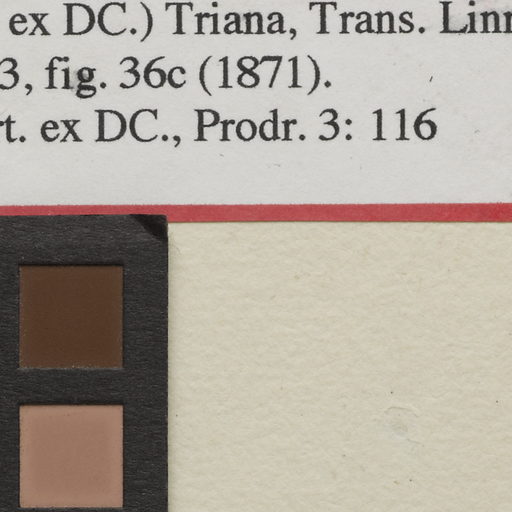 ex DC.) Triana, Trans. Linn
3, fig. 36c (1871).
rt. ex DC., Prodr. 3: 116